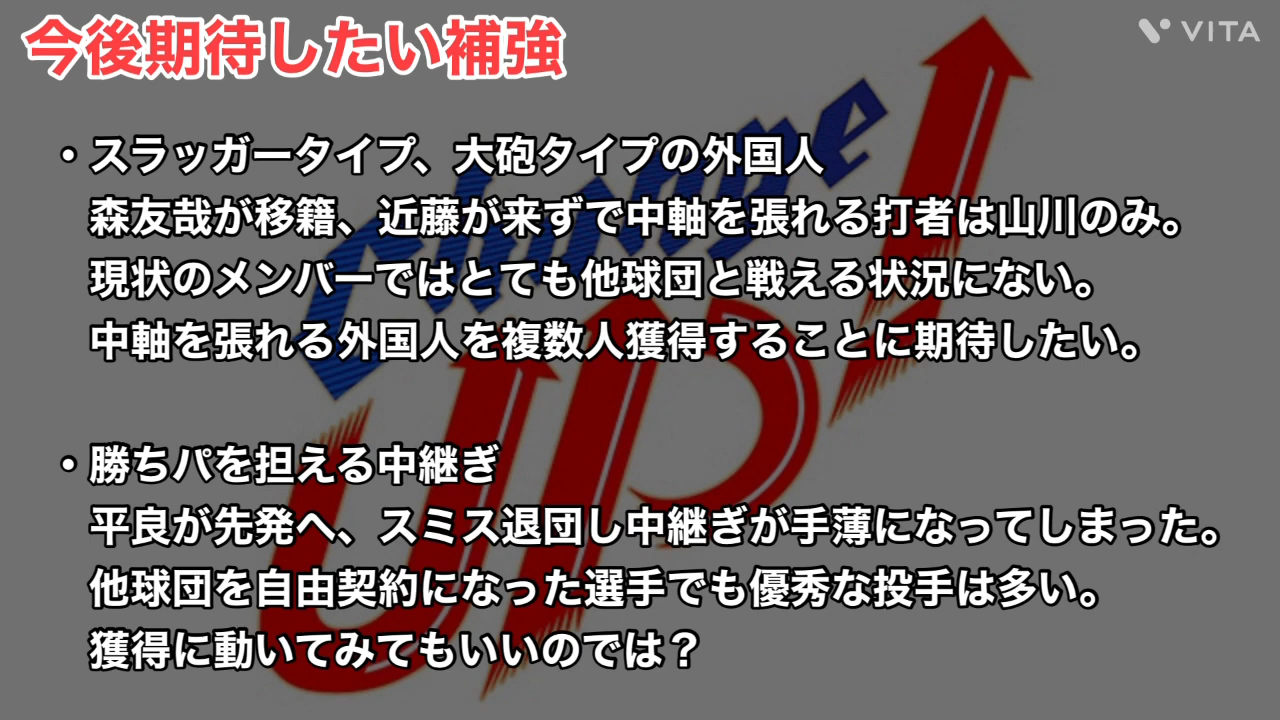 今後期待したい補強
VITA
・スラッガータイプ、大砲タイプの外国人
森友哉が移籍、近藤が来ずで中軸を張れる打者は山川のみ。
現状のメンバーではとても他球団と戦える状況にない。
中軸を張れる外国人を複数人獲得することに期待したい。
・勝ちパを担える中継ぎ
平良が先発へ、スミス退団し中継ぎが手薄になってしまった。
他球団を自由契約になった選手でも優秀な投手は多い。
獲得に動いてみてもいいのでは？
Change
UP!